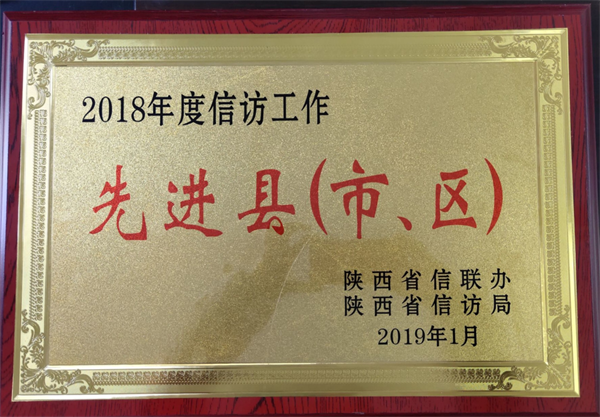 2018年度信访工作
先进县(市、区)
陕西省信联办
陕西省信访局
2019年1月